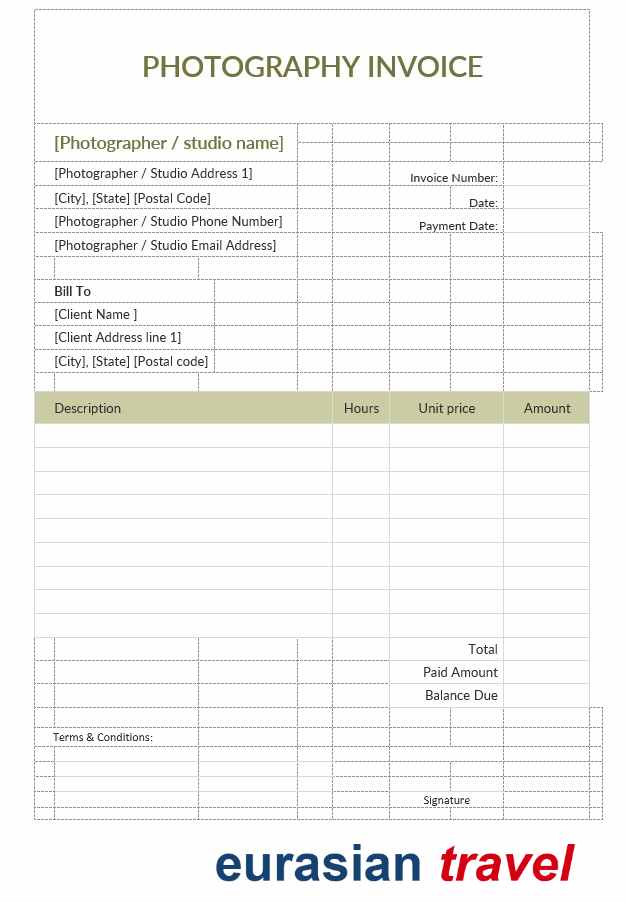 PHOTOGRAPHY INVOICE
[Photographer / studio name]
[Photographer / Studio Address 1]
Invoice Number:
[City], [State] [Postal Code]
Date:
[Photographer / Studio Phone Number]
Payment Date:
[Photographer / Studio Email Address]
Bill To
[Client Name ]
[Client Address line 1]
[City], [State] [Postal code]
Description Hours Unit price Amount
Total
Paid Amount
Balance Due
Terms & Conditions:
Signature
eurasian travel